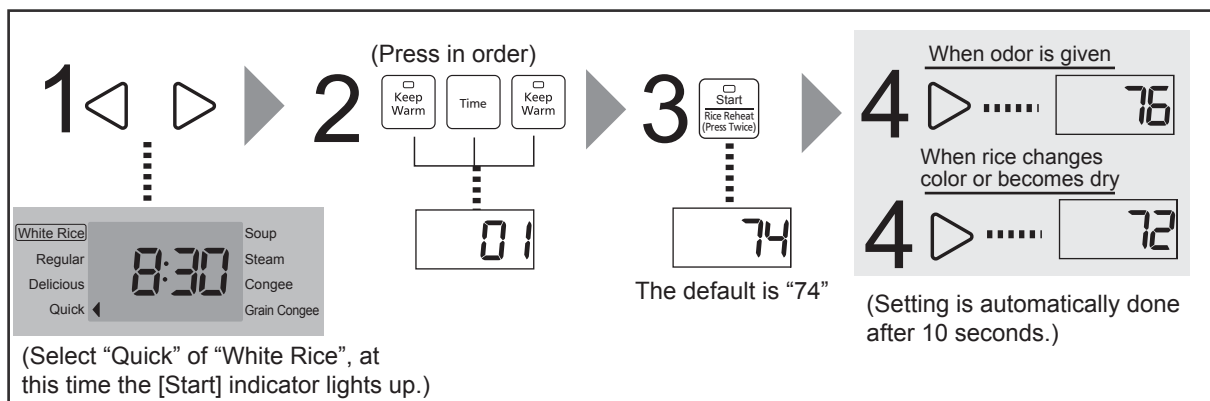 1
2
(Press in order)
Keep
Warm
Time
Keep
Warm
01
3
Start
Rice Reheat
(Press Twice)
74
The default is “74”
4
When odor is given
76
When rice changes
color or becomes dry
4
72
(Setting is automatically done
after 10 seconds.)
White Rice
Regular
Delicious
Quick
8:30
Soup
Steam
Congee
Grain Congee
(Select “Quick” of “White Rice”, at
this time the [Start] indicator lights up.)